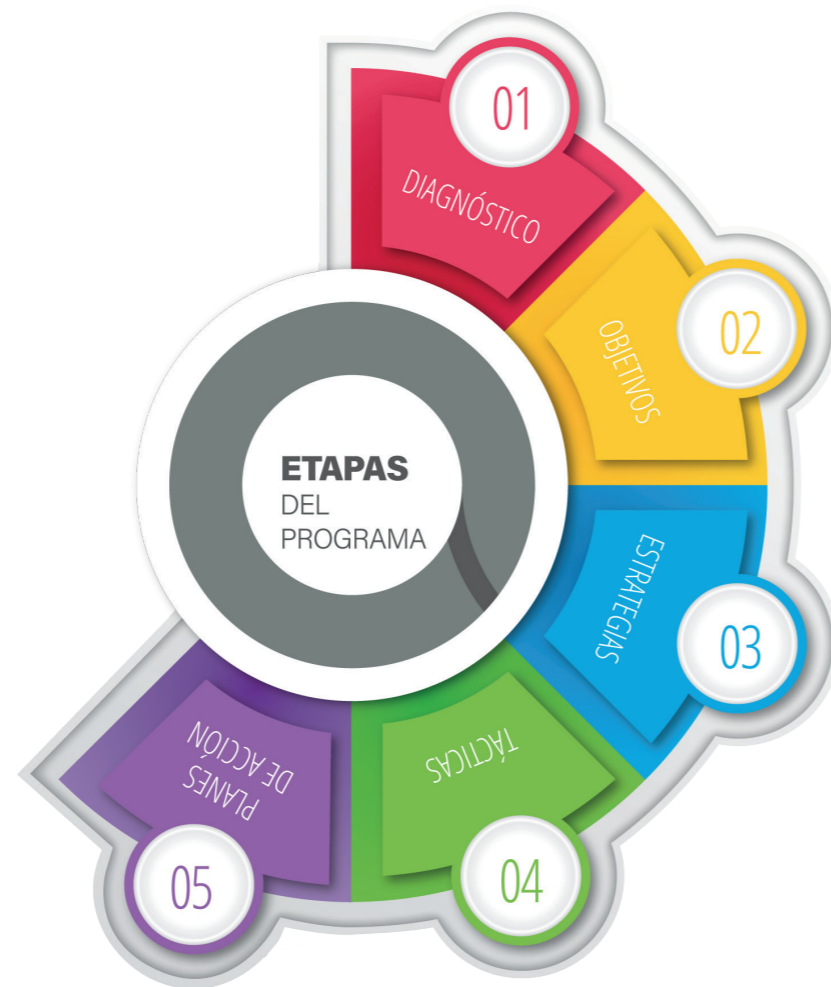 ETAPAS
DEL
PROGRAMA
01
DIAGNÓSTICO
02
OBJETIVOS
03
ESTRATEGIAS
04
TÁCTICAS
05
PLANES
DE ACCIÓN